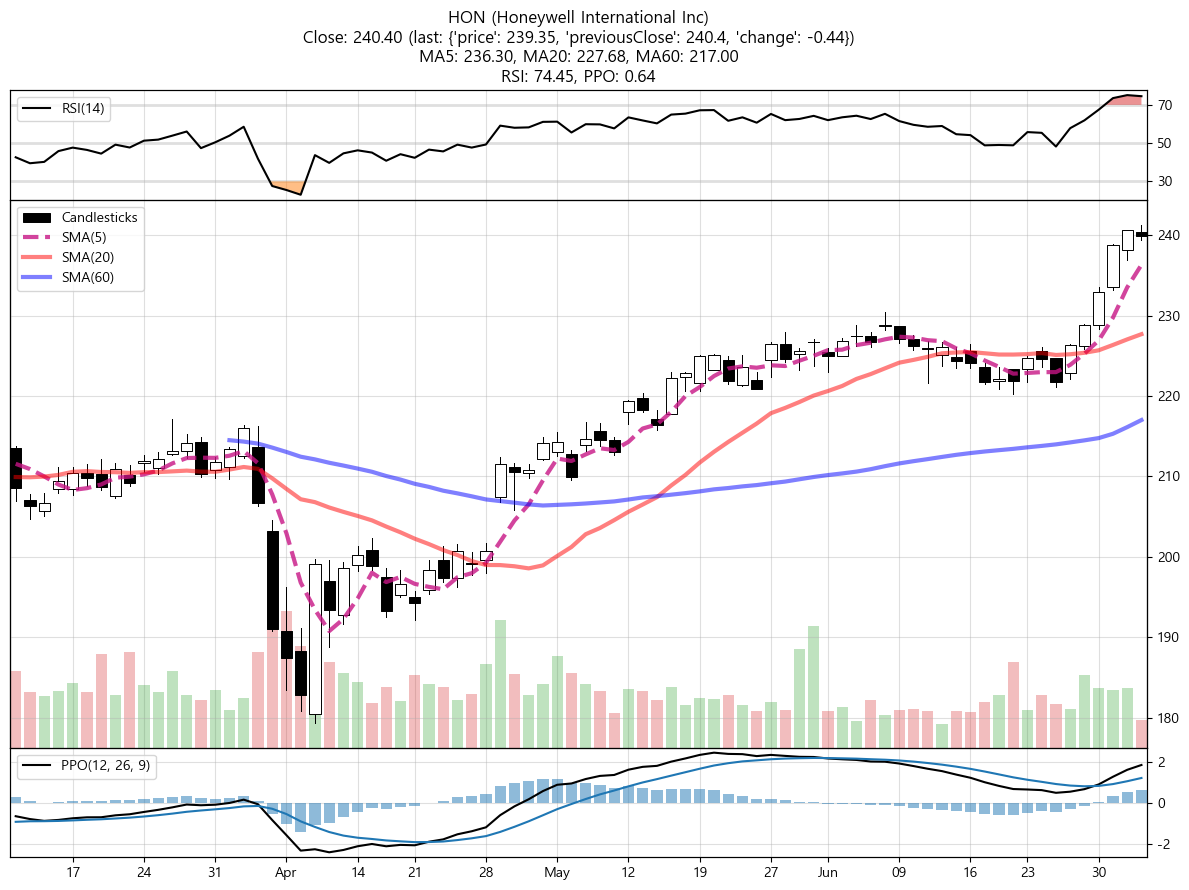 HON (Honeywell International Inc)
Close: 240.40 (last: {'price': 239.35, 'previousClose': 240.4, 'change': -0.44})
MA5: 236.30, MA20: 227.68, MA60: 217.00
RSI: 74.45, PPO: 0.64
RSI(14)
70
50
30
Candlesticks
SMA(5)
SMA(20)
SMA(60)
240
230
220
210
200
190
180
PPO(12, 26, 9)
2
0
-2
17 24 31 Apr 14 21 28 May 12 19 27 Jun 09 16 23 30